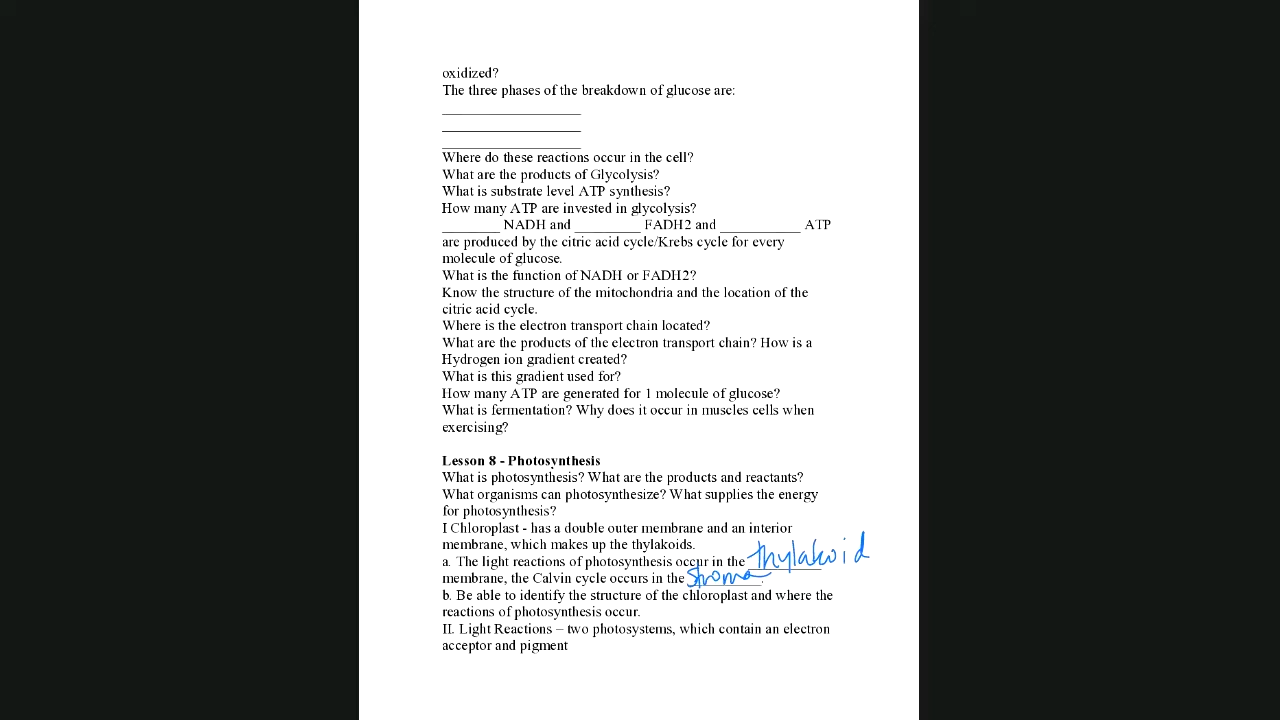 oxidized?
The three phases of the breakdown of glucose are:
____________________
____________________
____________________
Where do these reactions occur in the cell?
What are the products of Glycolysis?
What is substrate level ATP synthesis?
How many ATP are invested in glycolysis?
________ NADH and _________ FADH2 and ___________ ATP
are produced by the citric acid cycle/Krebs cycle for every
molecule of glucose.
What is the function of NADH or FADH2?
Know the structure of the mitochondria and the location of the
citric acid cycle.
Where is the electron transport chain located?
What are the products of the electron transport chain? How is a
Hydrogen ion gradient created?
What is this gradient used for?
How many ATP are generated for 1 molecule of glucose?
What is fermentation? Why does it occur in muscles cells when
exercising?
Lesson 8 - Photosynthesis
What is photosynthesis? What are the products and reactants?
What organisms can photosynthesize? What supplies the energy
for photosynthesis?
I Chloroplast - has a double outer membrane and an interior
membrane, which makes up the thylakoids.
a. The light reactions of photosynthesis occur in the thylakoid
membrane, the Calvin cycle occurs in the stroma.
b. Be able to identify the structure of the chloroplast and where the
reactions of photosynthesis occur.
II. Light Reactions – two photosystems, which contain an electron
acceptor and pigment